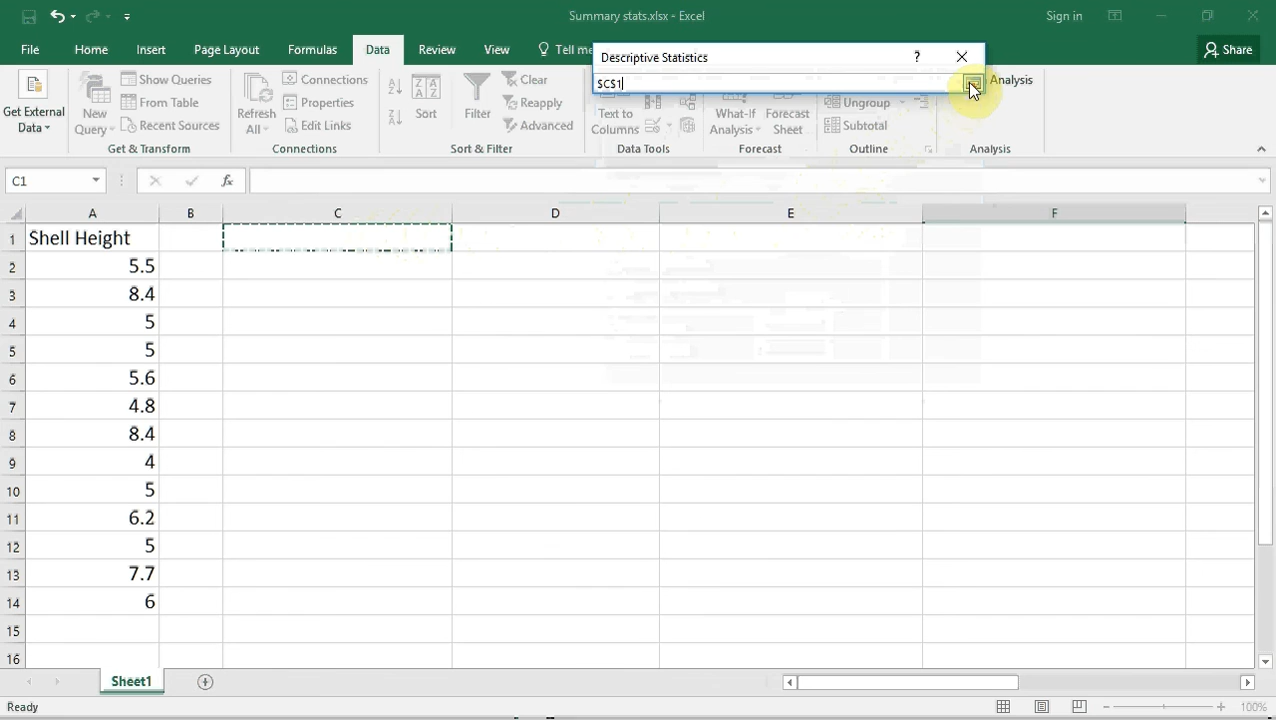 Summary stats.xlsx - Excel
Sign in
File
Home
Insert
Page Layout
Formulas
Data
Review
View
Tell me
Share
Descriptive Statistics
?
$C$1
Get External
Data
New
Query
Show Queries
From Table
Recent Sources
Get & Transform
Refresh
All
Connections
Properties
Edit Links
Connections
Sort
Filter
Clear
Reapply
Advanced
Sort & Filter
Text to
Columns
Data Tools
What-If
Analysis
Forecast
Sheet
Forecast
Ungroup
Subtotal
Outline
Analysis
Analysis
C1
fx
A B C D E F
1 Shell Height
2 5.5
3 8.4
4 5
5 5
6 5.6
7 4.8
8 8.4
9 4
10 5
11 6.2
12 5
13 7.7
14 6
15
16
Sheet1
Ready
100%